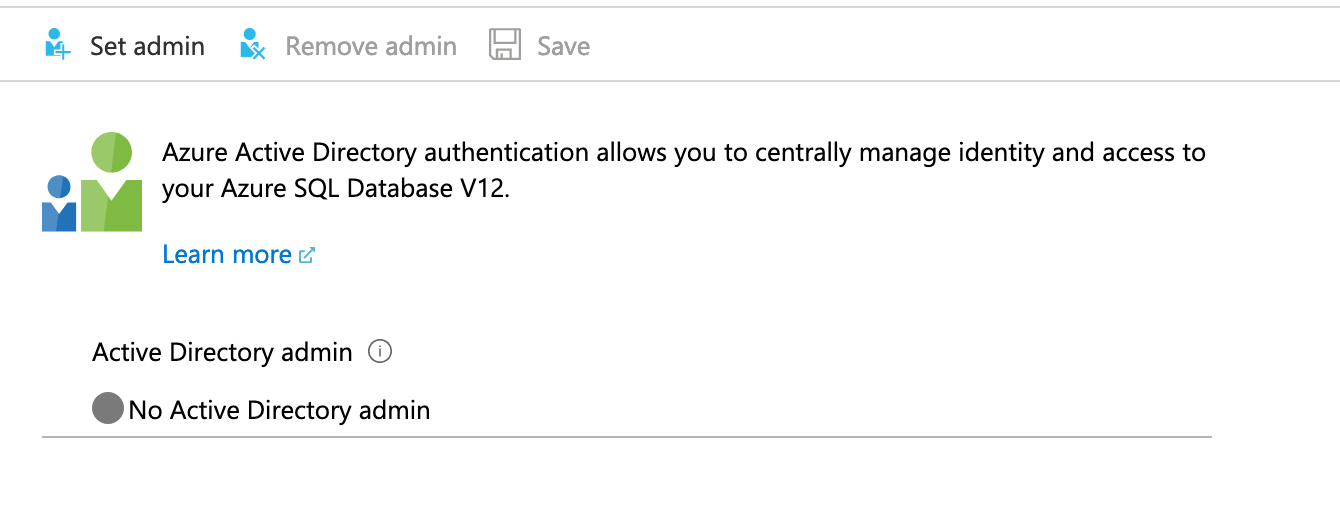 Set admin Remove admin Save
Azure Active Directory authentication allows you to centrally manage identity and access to
your Azure SQL Database V12.
Learn more
Active Directory admin
No Active Directory admin